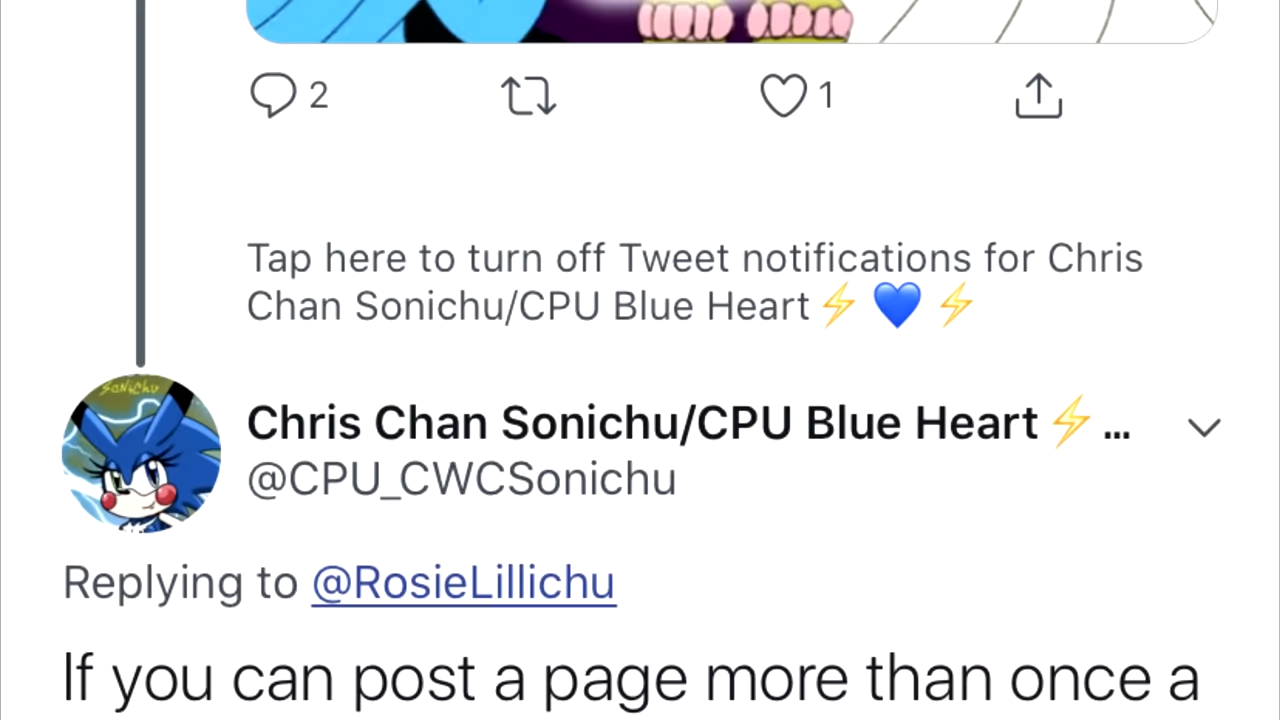 2
1
Tap here to turn off Tweet notifications for Chris
Chan Sonichu/CPU Blue Heart⚡💙⚡
SONiChu
Chris Chan Sonichu/CPU Blue Heart⚡...
@CPU_CWCSonichu
Replying to @RosieLillichu
If you can post a page more than once a